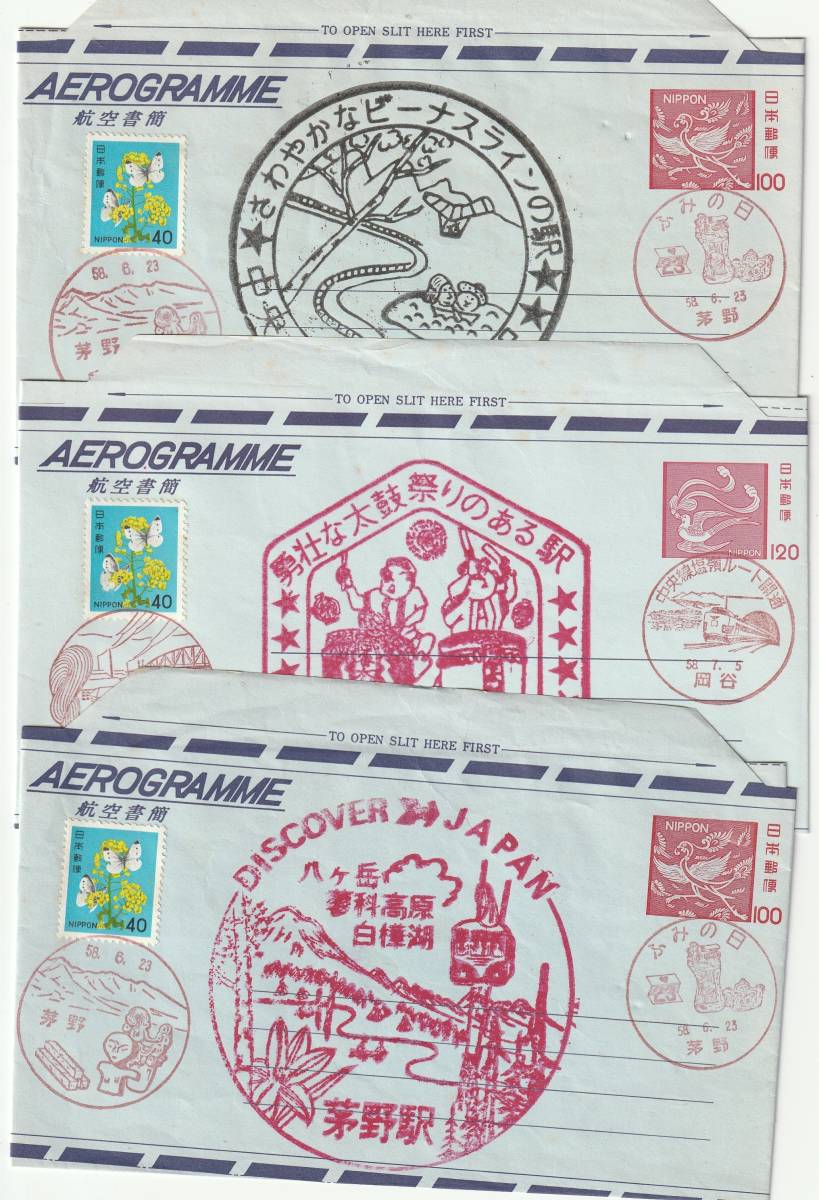 TO OPEN SLIT HERE FIRST
AEROGRAMME
航空書簡
日本郵便
NIPPON 40
58. 6. 23
茅野
さわやかなビーナスラインの駅
NIPPON
日本郵便
100
ふみの日
23
58. 6. 23
茅野
TO OPEN SLIT HERE FIRST
AEROGRAMME
航空書簡
日本郵便
NIPPON 40
勇壮な太鼓祭りのある駅
日本郵便
NIPPON
120
中央線塩嶺ルート開通
58. 7. 5
岡谷
TO OPEN SLIT HERE FIRST
AEROGRAMME
航空書簡
日本郵便
NIPPON 40
58. 6. 23
茅野
DISCOVER JAPAN
八ヶ岳
蓼科高原
白樺湖
茅野駅
NIPPON
日本郵便
100
ふみの日
23
58. 6. 23
茅野